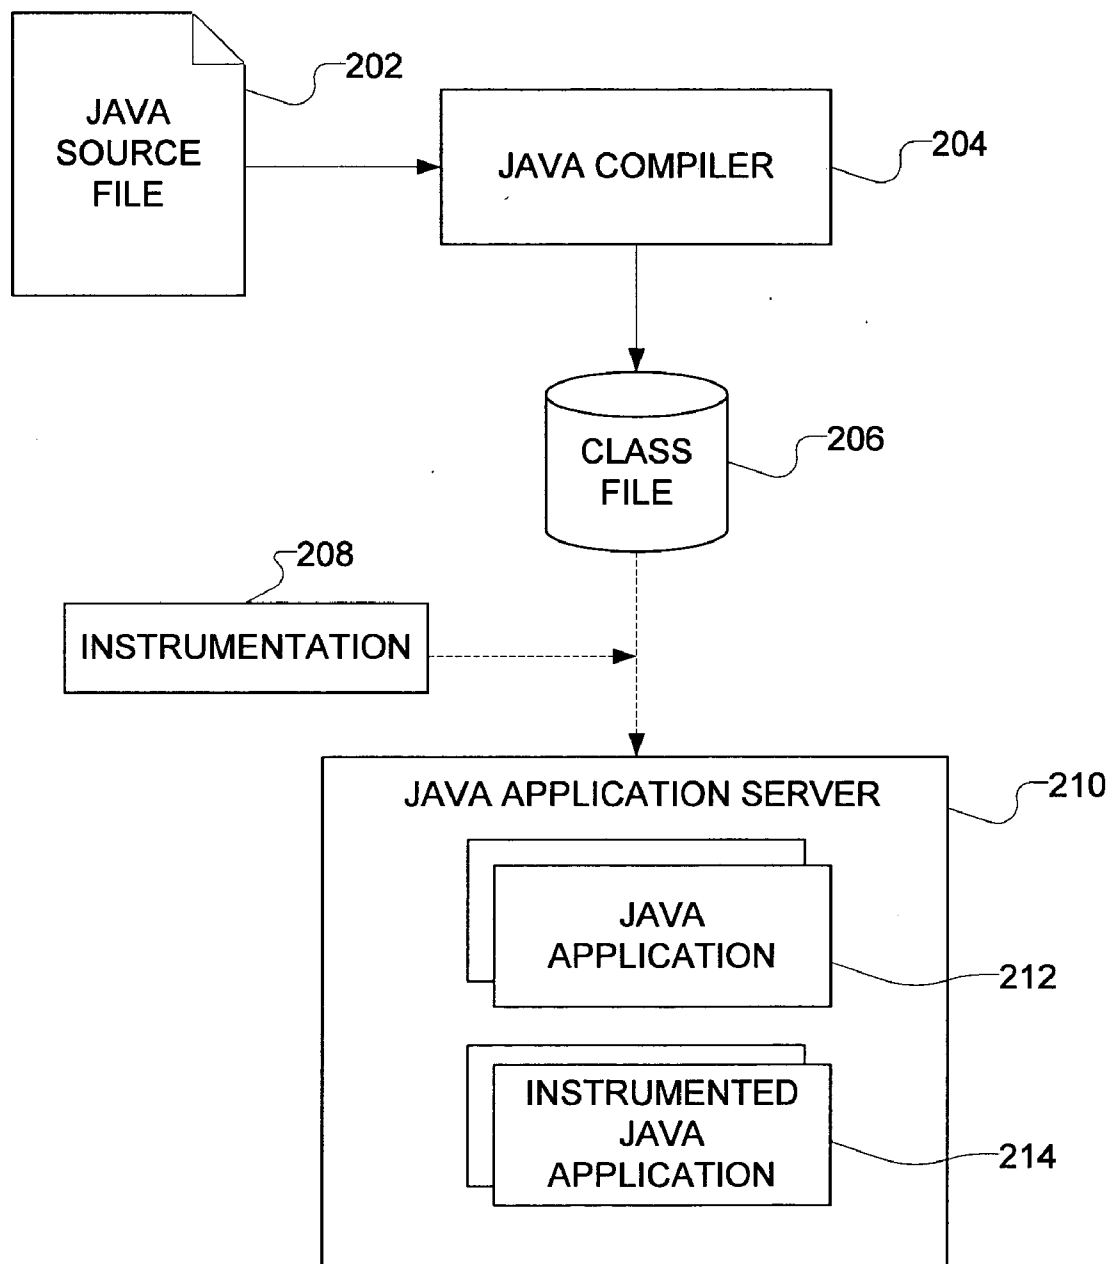 JAVA
SOURCE
FILE
202
JAVA COMPILER
204
CLASS
FILE
206
208
INSTRUMENTATION
JAVA APPLICATION SERVER
210
JAVA
APPLICATION
212
INSTRUMENTED
JAVA
APPLICATION
214